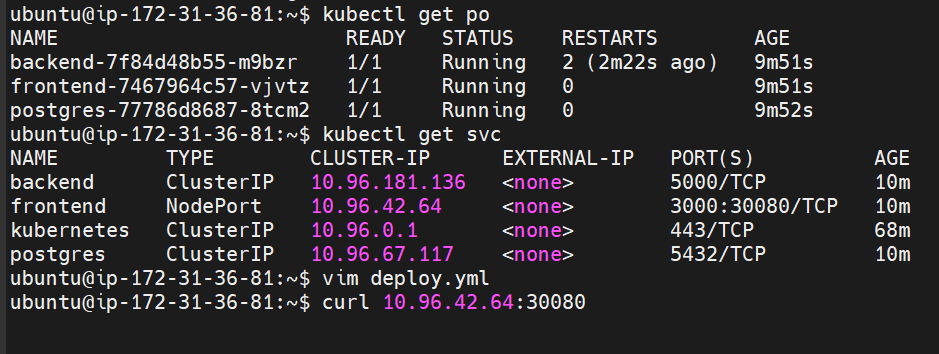 ubuntu@ip-172-31-36-81:~$ kubectl get po
NAME                        READY   STATUS    RESTARTS        AGE
backend-7f84d48b55-m9bzr    1/1     Running   2 (2m22s ago)   9m51s
frontend-7467964c57-vjvtz   1/1     Running   0               9m51s
postgres-77786d8687-8tcm2   1/1     Running   0               9m52s
ubuntu@ip-172-31-36-81:~$ kubectl get svc
NAME         TYPE        CLUSTER-IP      EXTERNAL-IP   PORT(S)          AGE
backend      ClusterIP   10.96.181.136   <none>        5000/TCP         10m
frontend     NodePort    10.96.42.64     <none>        3000:30080/TCP   10m
kubernetes   ClusterIP   10.96.0.1       <none>        443/TCP          68m
postgres     ClusterIP   10.96.67.117    <none>        5432/TCP         10m
ubuntu@ip-172-31-36-81:~$ vim deploy.yml
ubuntu@ip-172-31-36-81:~$ curl 10.96.42.64:30080